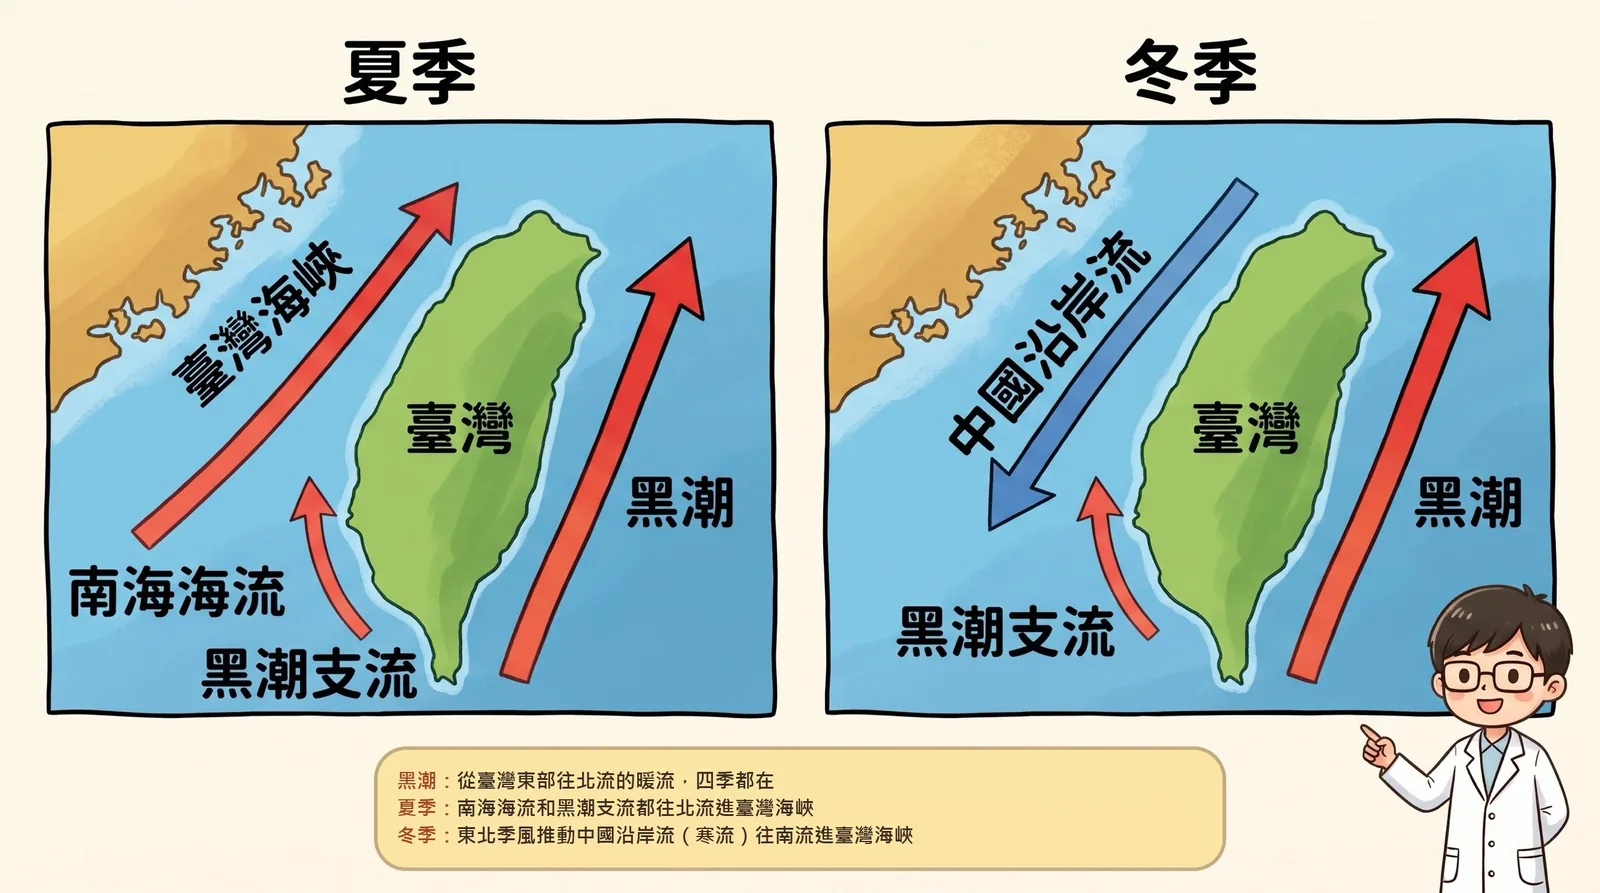 夏季
臺灣海峽
臺灣
黑潮
南海海流
黑潮支流
冬季
中國沿岸流
臺灣
黑潮
黑潮支流
黑潮：從臺灣東部往北流的暖流，四季都在
夏季：南海海流和黑潮支流都往北流進臺灣海峽
冬季：東北季風推動中國沿岸流（寒流）往南流進臺灣海峽